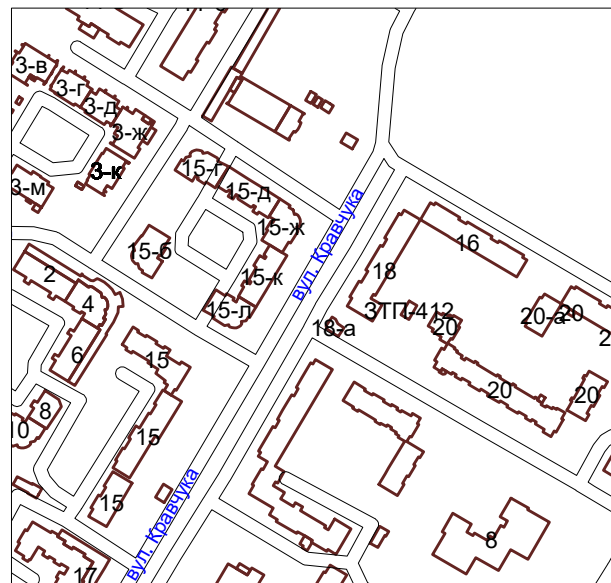 3-в
3-г
3-д
3-ж
3-к
3-м
15-г
15-д
15-ж
15-б
15-к
15-л
вул. Кравчука
16
18
ЗТП-412
18-а
20
20-а
20
2
4
6
8
10
15
15
15
20
20
вул. Кравчука
8
17